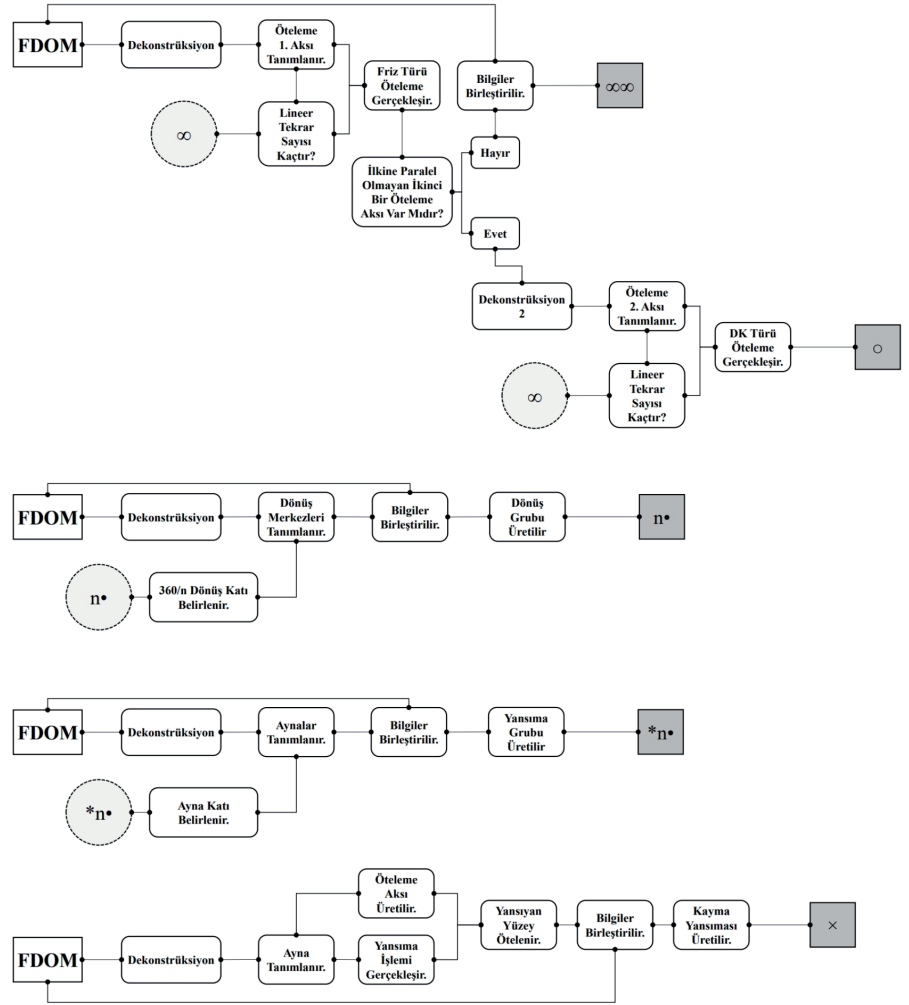 FDOM
Dekonstrüksiyon
Öteleme
1. Aksı
Tanımlanır.
∞
Lineer
Tekrar
Sayısı
Kaçtır?
Friz Türü
Öteleme
Gerçekleşir.
İlkine Paralel
Olmayan İkinci
Bir Öteleme
Aksı Var Mıdır?
Bilgiler
Birleştirilir.
∞∞
Hayır
Evet
Dekonstrüksiyon
2
Öteleme
2. Aksı
Tanımlanır.
∞
Lineer
Tekrar
Sayısı
Kaçtır?
DK Türü
Öteleme
Gerçekleşir.
○
FDOM
Dekonstrüksiyon
Dönüş
Merkezleri
Tanımlanır.
Bilgiler
Birleştirilir.
Dönüş
Grubu
Üretilir
n•
n•
360/n Dönüş Katı
Belirlenir.
FDOM
Dekonstrüksiyon
Aynalar
Tanımlanır.
Bilgiler
Birleştirilir.
Yansıma
Grubu
Üretilir
*n•
*n•
Ayna Katı
Belirlenir.
FDOM
Dekonstrüksiyon
Ayna
Tanımlanır.
Öteleme
Aksı
Üretilir.
Yansıma
İşlemi
Gerçekleşir.
Yansıyan
Yüzey
Ötelenir.
Bilgiler
Birleştirilir.
Kayma
Yansıması
Üretilir.
×